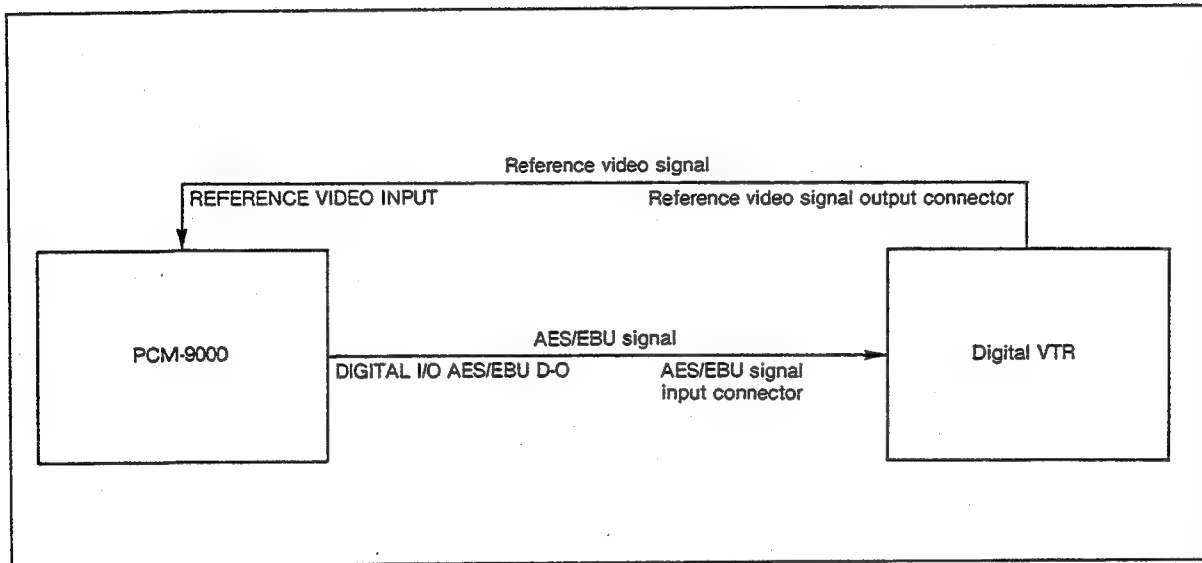 Reference video signal
REFERENCE VIDEO INPUT
Reference video signal output connector
PCM-9000
AES/EBU signal
Digital VTR
DIGITAL I/O AES/EBU D-O
AES/EBU signal
input connector